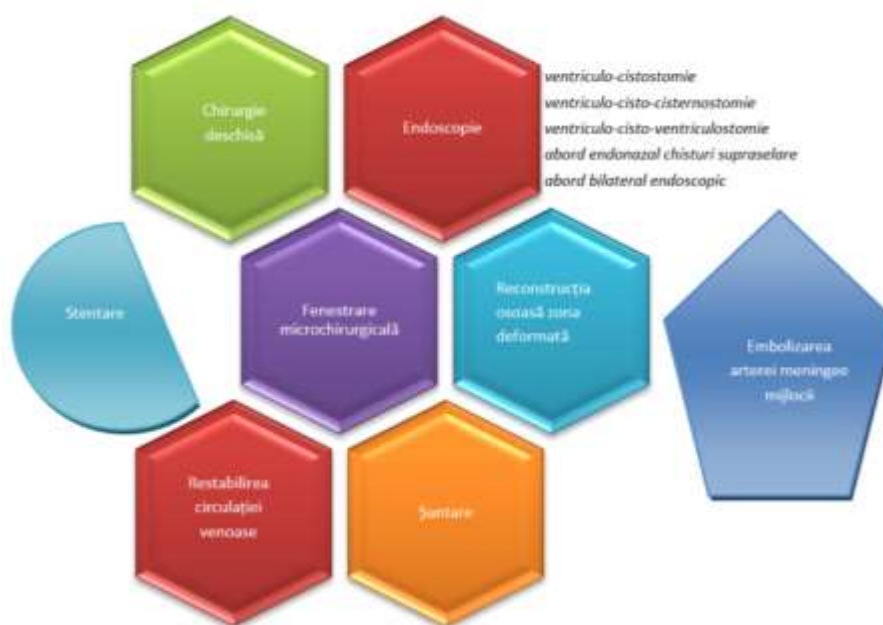 Chirurgie
deschisă
Endoscopie
ventriculo-cistostomie
ventriculo-cisto-cisternostomie
ventriculo-cisto-ventriculostomie
abord endonazal chisturi supraselare
abord bilateral endoscopic
Stentare
Fenestrare
microchirurgicală
Reconstrucția
osoasă zona
deformată
Embolizarea
arterei meningee
mijlocii
Restabilirea
circulației
venoase
Șuntare